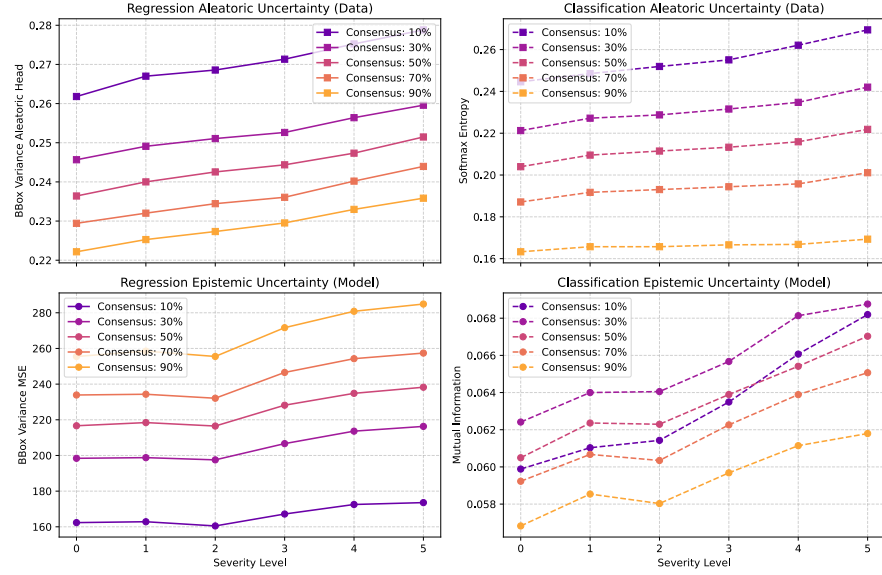 Regression Aleatoric Uncertainty (Data)
BBox Variance Aleatoric Head
0.28
0.27
0.26
0.25
0.24
0.23
0.22
Consensus: 10%
Consensus: 30%
Consensus: 50%
Consensus: 70%
Consensus: 90%
Classification Aleatoric Uncertainty (Data)
Softmax Entropy
0.26
0.24
0.22
0.20
0.18
0.16
Consensus: 10%
Consensus: 30%
Consensus: 50%
Consensus: 70%
Consensus: 90%
Regression Epistemic Uncertainty (Model)
BBox Variance MSE
280
260
240
220
200
180
160
Consensus: 10%
Consensus: 30%
Consensus: 50%
Consensus: 70%
Consensus: 90%
0 1 2 3 4 5
Severity Level
Classification Epistemic Uncertainty (Model)
Mutual Information
0.068
0.066
0.064
0.062
0.060
0.058
Consensus: 10%
Consensus: 30%
Consensus: 50%
Consensus: 70%
Consensus: 90%
0 1 2 3 4 5
Severity Level